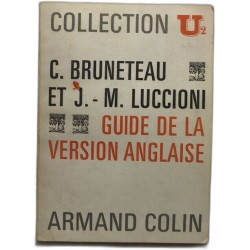 COLLECTION U2
C. BRUNETEAU
ET J.-M. LUCCIONI
GUIDE DE LA
VERSION ANGLAISE
ARMAND COLIN